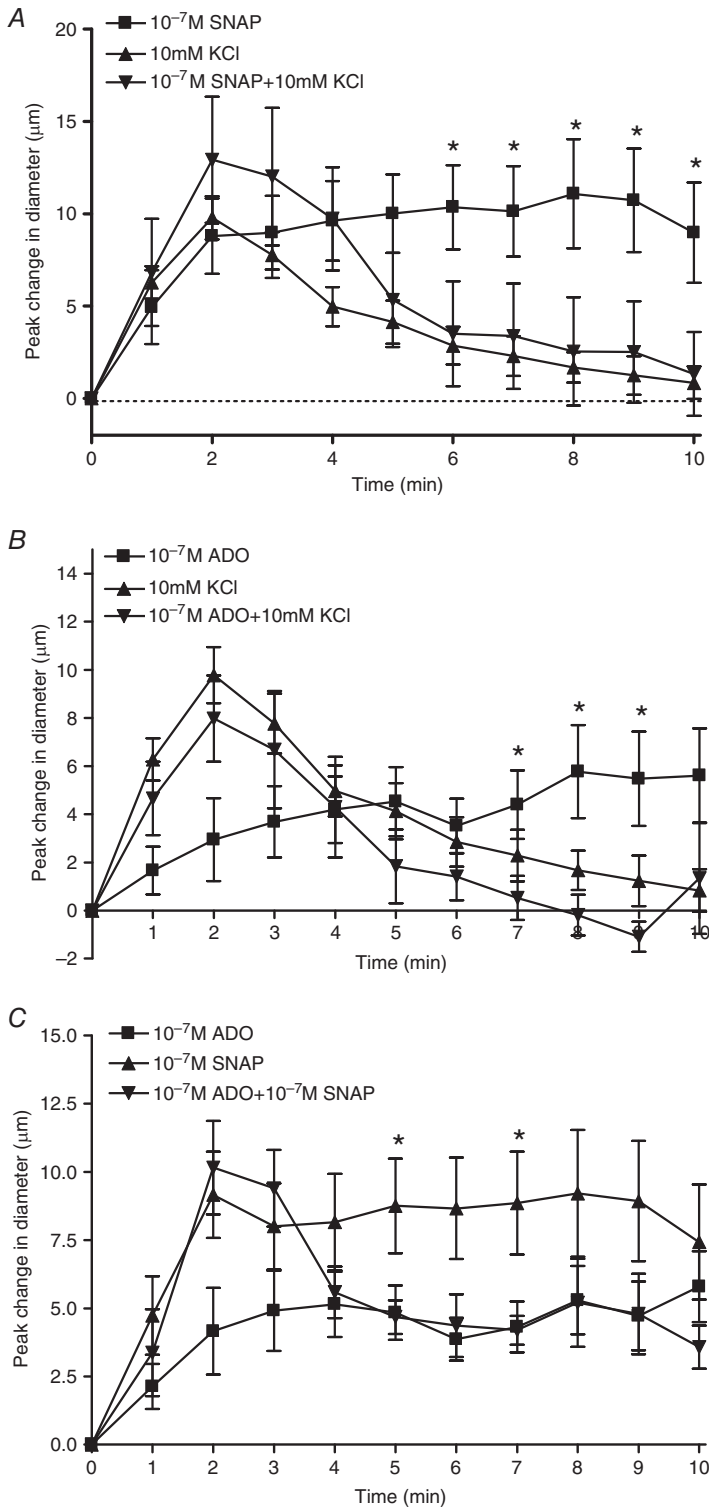 A
10⁻⁷M SNAP
10mM KCl
10⁻⁷M SNAP+10mM KCl
20
15
10
5
0
Peak change in diameter (μm)
* * * * *
0 2 4 6 8 10
Time (min)
B
10⁻⁷M ADO
10mM KCl
10⁻⁷M ADO+10mM KCl
14
12
10
8
6
4
2
0
−2
Peak change in diameter (μm)
* * *
1 2 3 4 5 6 7 8 9 10
Time (min)
C
10⁻⁷M ADO
10⁻⁷M SNAP
10⁻⁷M ADO+10⁻⁷M SNAP
15.0
12.5
10.0
7.5
5.0
2.5
0.0
Peak change in diameter (μm)
* *
0 1 2 3 4 5 6 7 8 9 10
Time (min)